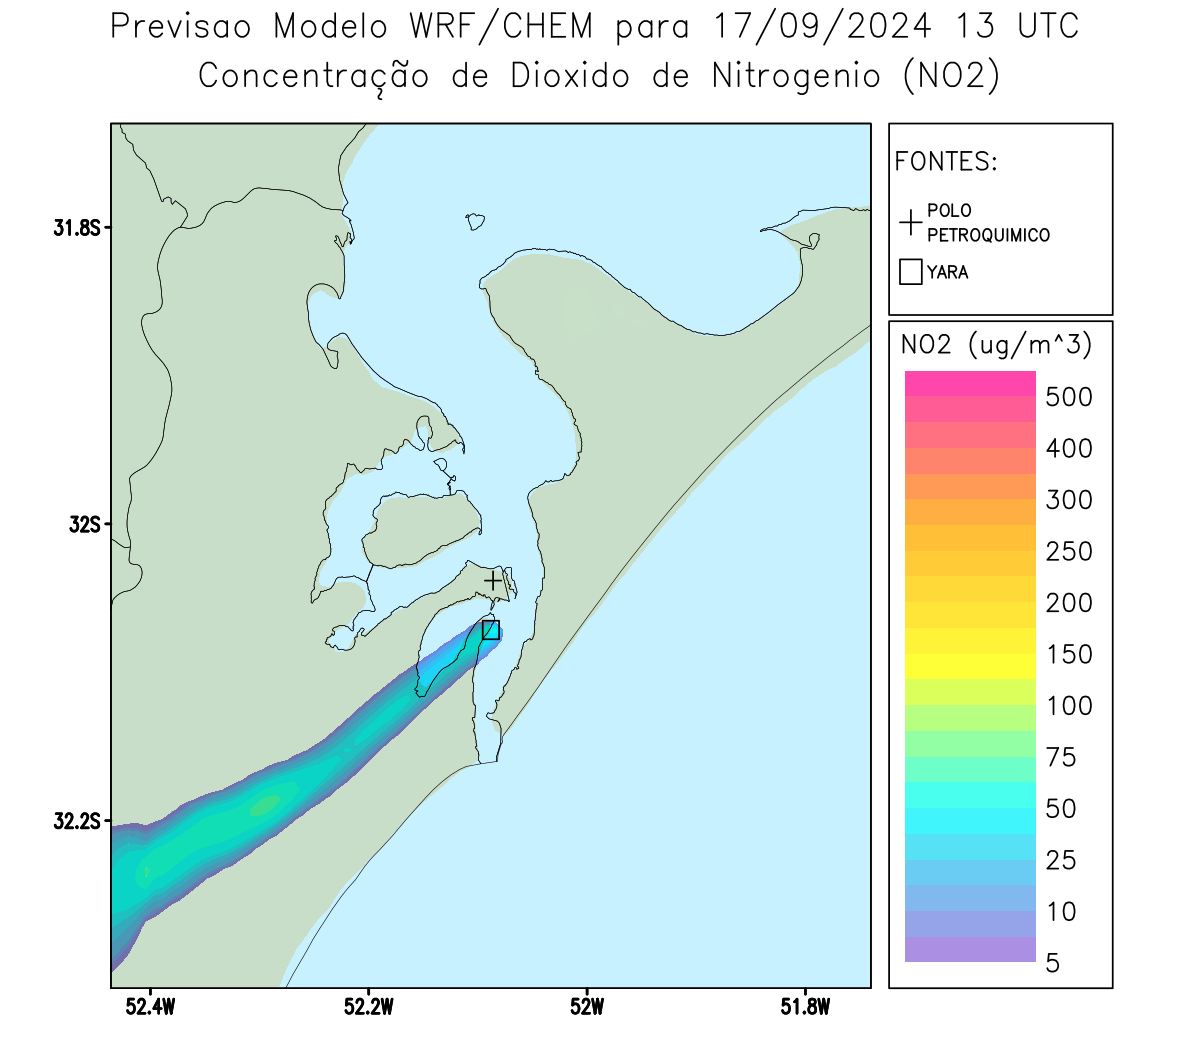 Previsao Modelo WRF/CHEM para 17/09/2024 13 UTC
Concentração de Dioxido de Nitrogenio (NO2)
FONTES:
POLO
PETROQUIMICO
YARA
NO2 (ug/m^3)
500
400
300
250
200
150
100
75
50
25
10
5
31.8S
32S
32.2S
52.4W
52.2W
52W
51.8W